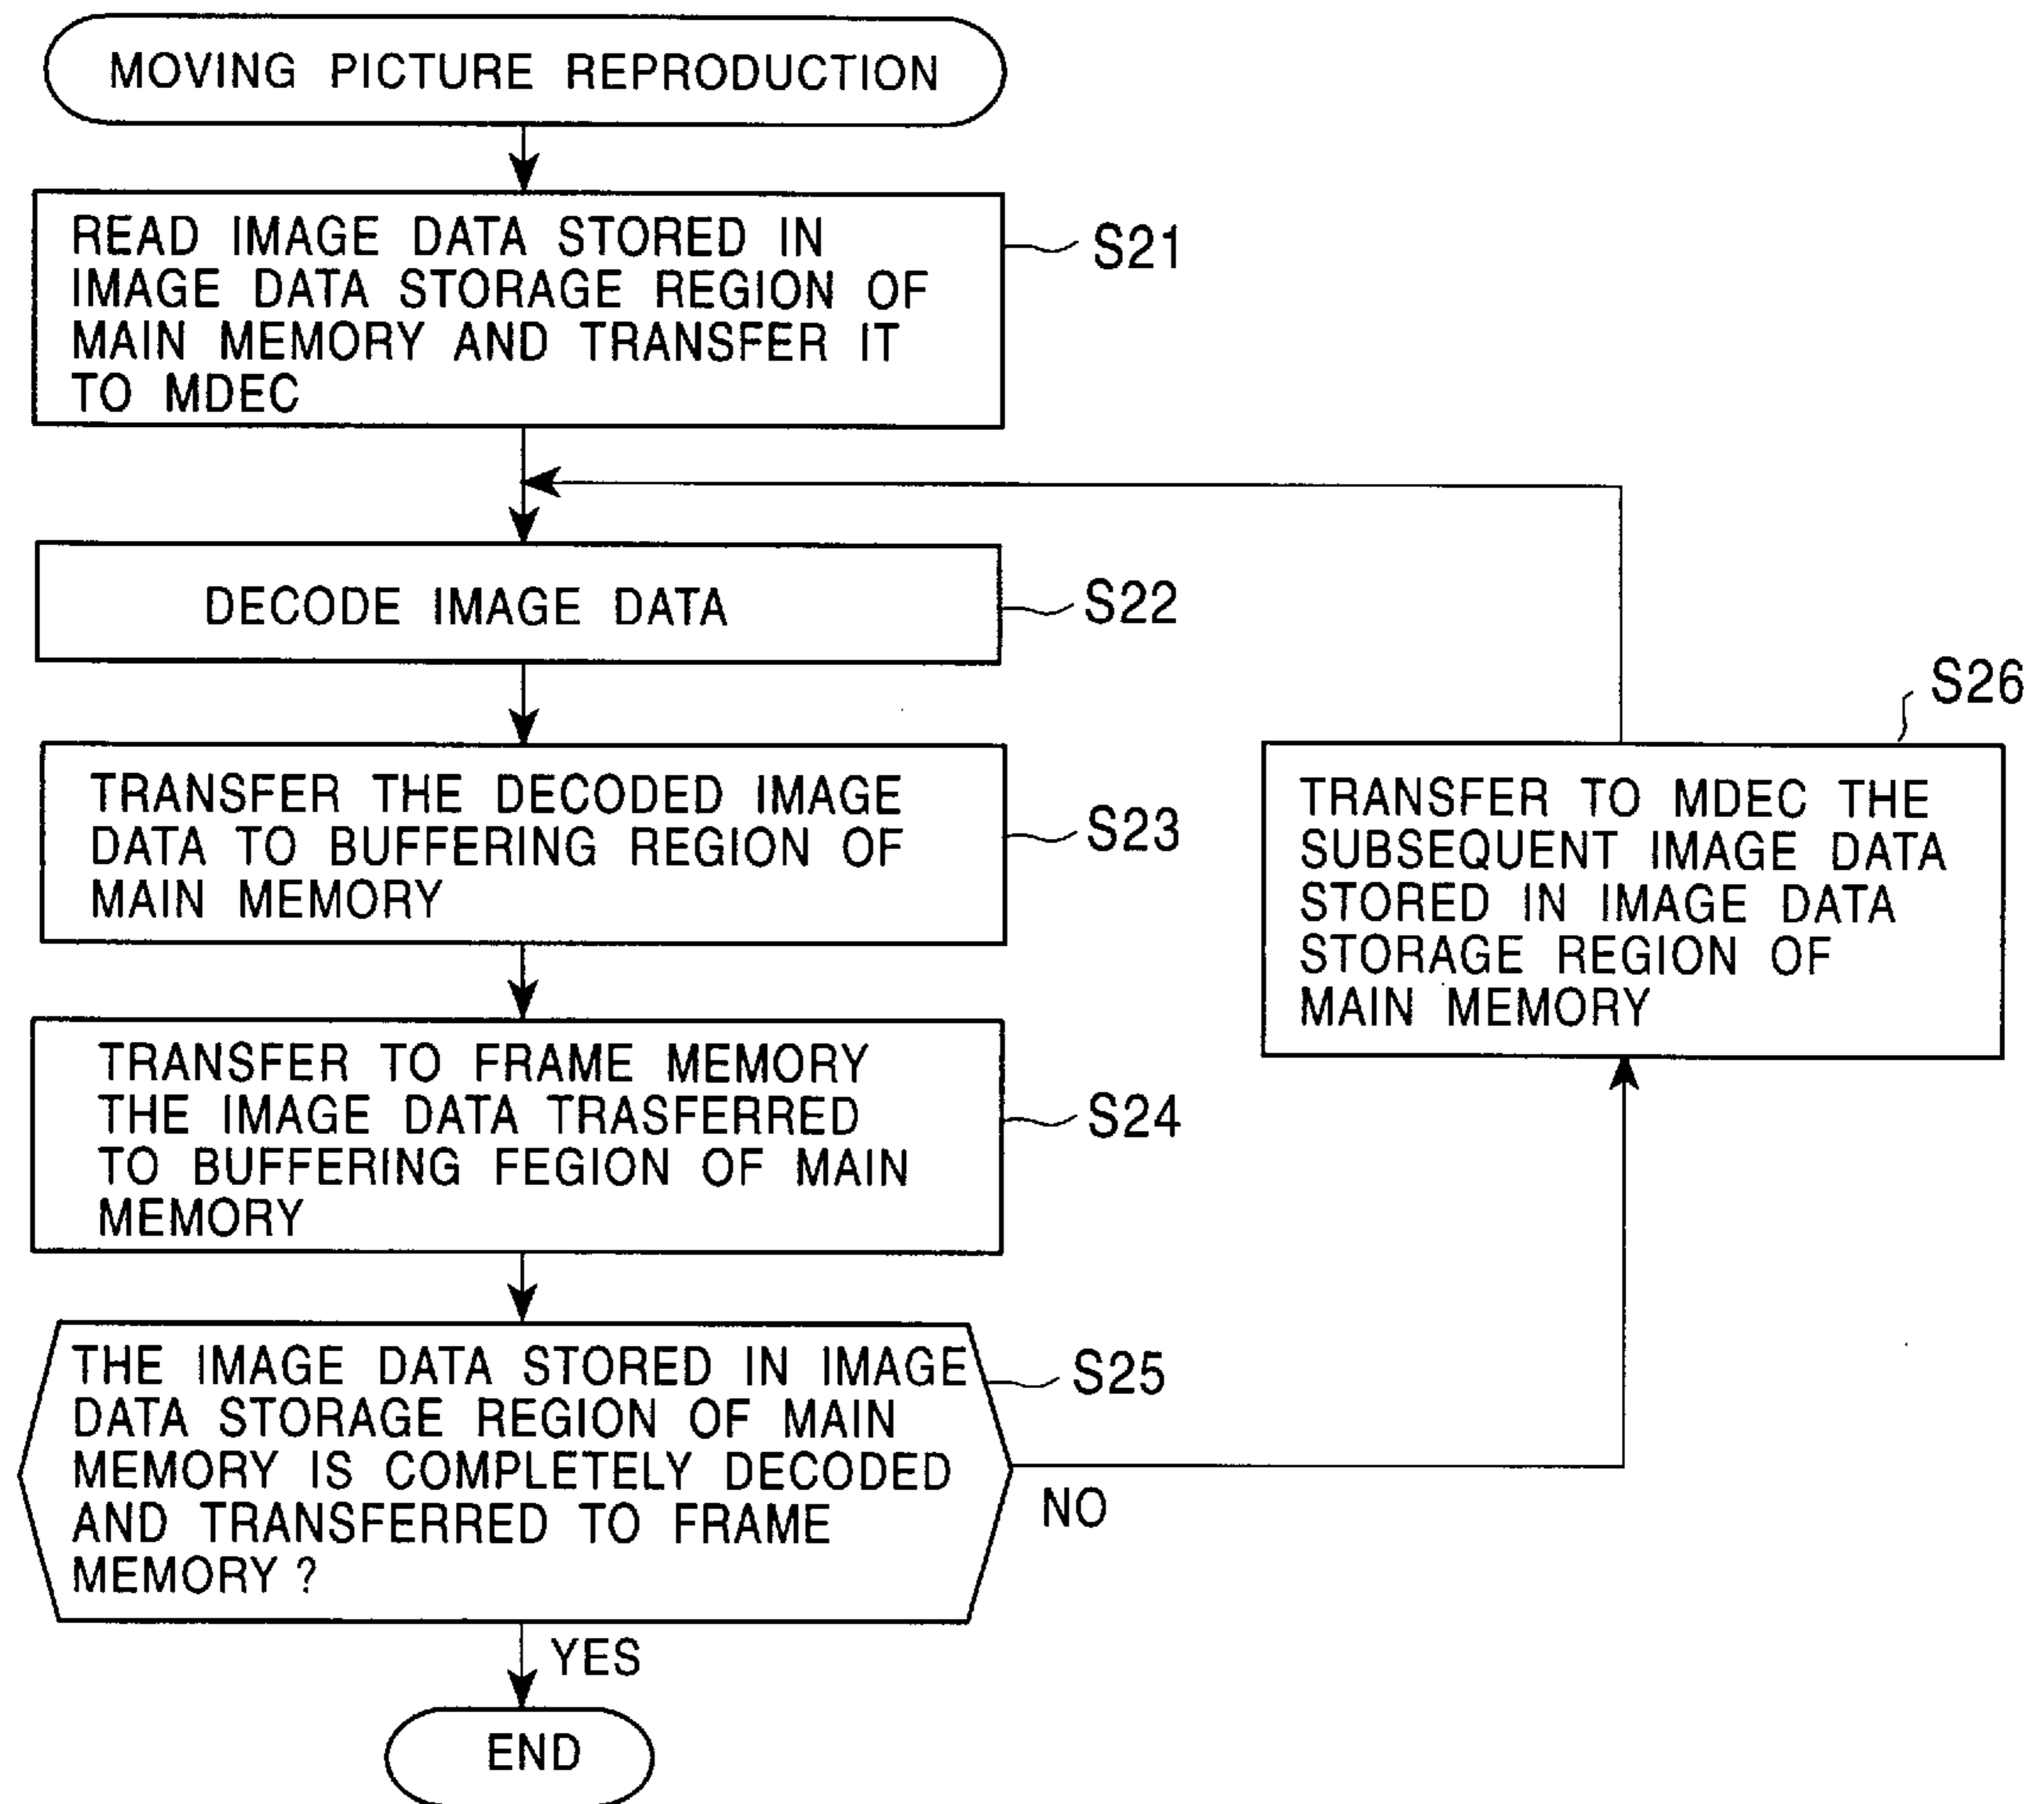 MOVING PICTURE REPRODUCTION
READ IMAGE DATA STORED IN
IMAGE DATA STORAGE REGION OF
MAIN MEMORY AND TRANSFER IT
TO MDEC
S21
DECODE IMAGE DATA
S22
TRANSFER THE DECODED IMAGE
DATA TO BUFFERING REGION OF
MAIN MEMORY
S23
TRANSFER TO FRAME MEMORY
THE IMAGE DATA TRASFERRED
TO BUFFERING FEGION OF MAIN
MEMORY
S24
THE IMAGE DATA STORED IN IMAGE
DATA STORAGE REGION OF MAIN
MEMORY IS COMPLETELY DECODED
AND TRANSFERRED TO FRAME
MEMORY ?
S25
NO
S26
TRANSFER TO MDEC THE
SUBSEQUENT IMAGE DATA
STORED IN IMAGE DATA
STORAGE REGION OF
MAIN MEMORY
YES
END